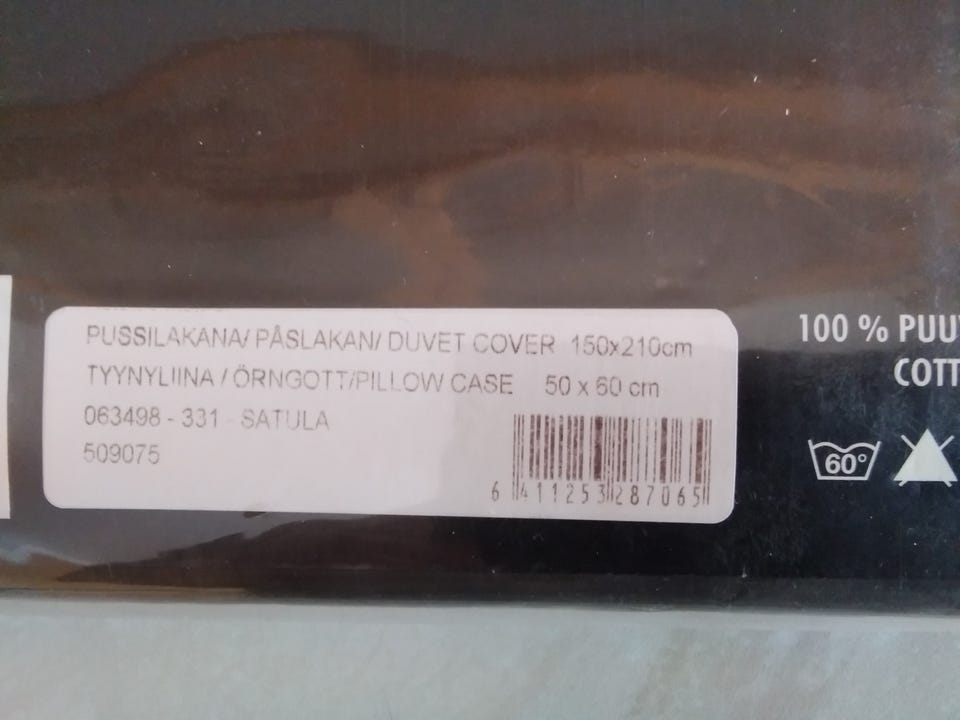 PUSSILAKANA/ PÅSLAKAN/ DUVET COVER 150x210cm
TYYNYLIINA / ÖRNGOTT/PILLOW CASE 50 x 60 cm
063498 - 331 - SATULA
509075
6 411253 287065
100 % PUU
COTT
60°